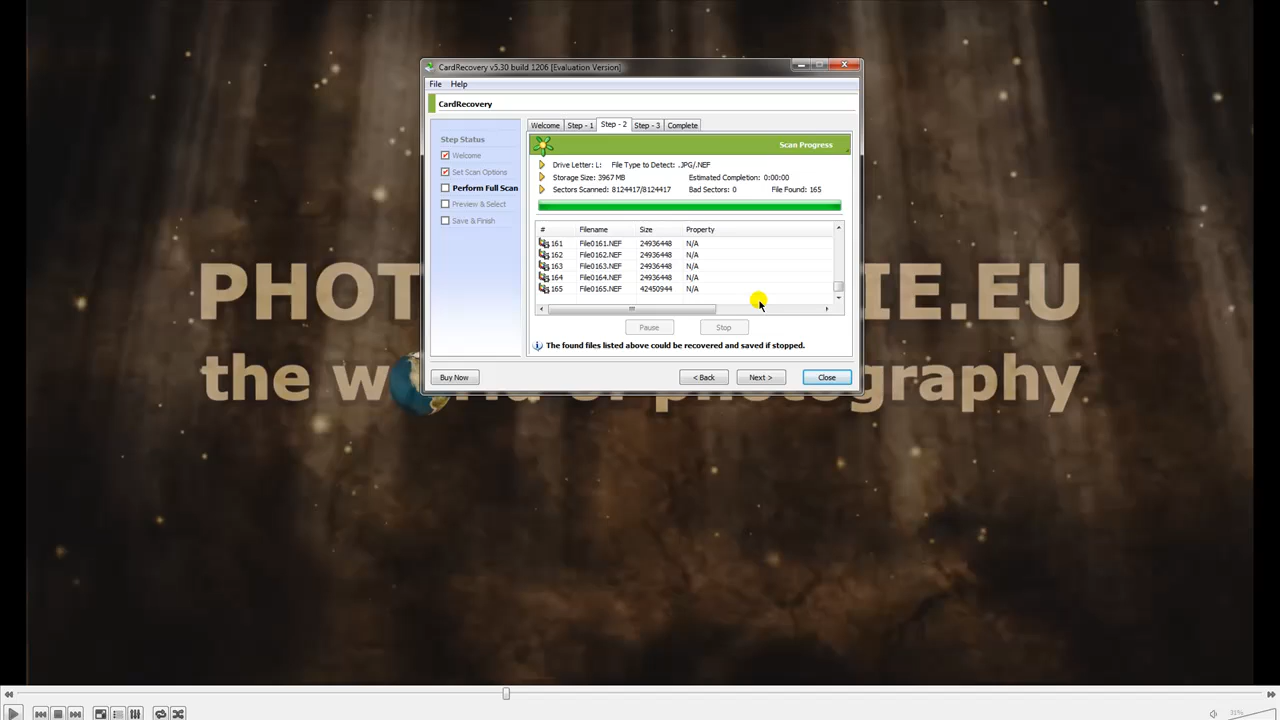 CardRecovery v5.30 build 1206 [Evaluation Version]
File Help
CardRecovery
Step Status
Welcome
Set Scan Options
Perform Full Scan
Preview & Select
Save & Finish
Welcome Step - 1 Step - 2 Step - 3 Complete
Scan Progress
Drive Letter: L: File Type to Detect: .JPG/.NEF
Storage Size: 3967 MB Estimated Completion: 0:00:00
Sectors Scanned: 8124417/8124417 Bad Sectors: 0 File Found: 165
# Filename Size Property
161 File0161.NEF 24936448 N/A
162 File0162.NEF 24936448 N/A
163 File0163.NEF 24936448 N/A
164 File0164.NEF 24936448 N/A
165 File0165.NEF 42450944 N/A
Pause Stop
The found files listed above could be recovered and saved if stopped.
Buy Now < Back Next > Close
PHOT IE.EU
the w of photography
31%